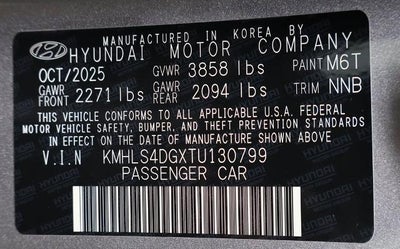 MANUFACTURED IN KOREA BY
HYUNDAI MOTOR COMPANY
OCT/2025 GVWR 3858 lbs PAINT M6T
GAWR FRONT 2271 lbs GAWR REAR 2094 lbs TRIM NNB
THIS VEHICLE CONFORMS TO ALL APPLICABLE U.S.A. FEDERAL
MOTOR VEHICLE SAFETY, BUMPER, AND THEFT PREVENTION STANDARDS
IN EFFECT ON THE DATE OF MANUFACTURE SHOWN ABOVE
V.I.N KMHLS4DGXTU130799
PASSENGER CAR